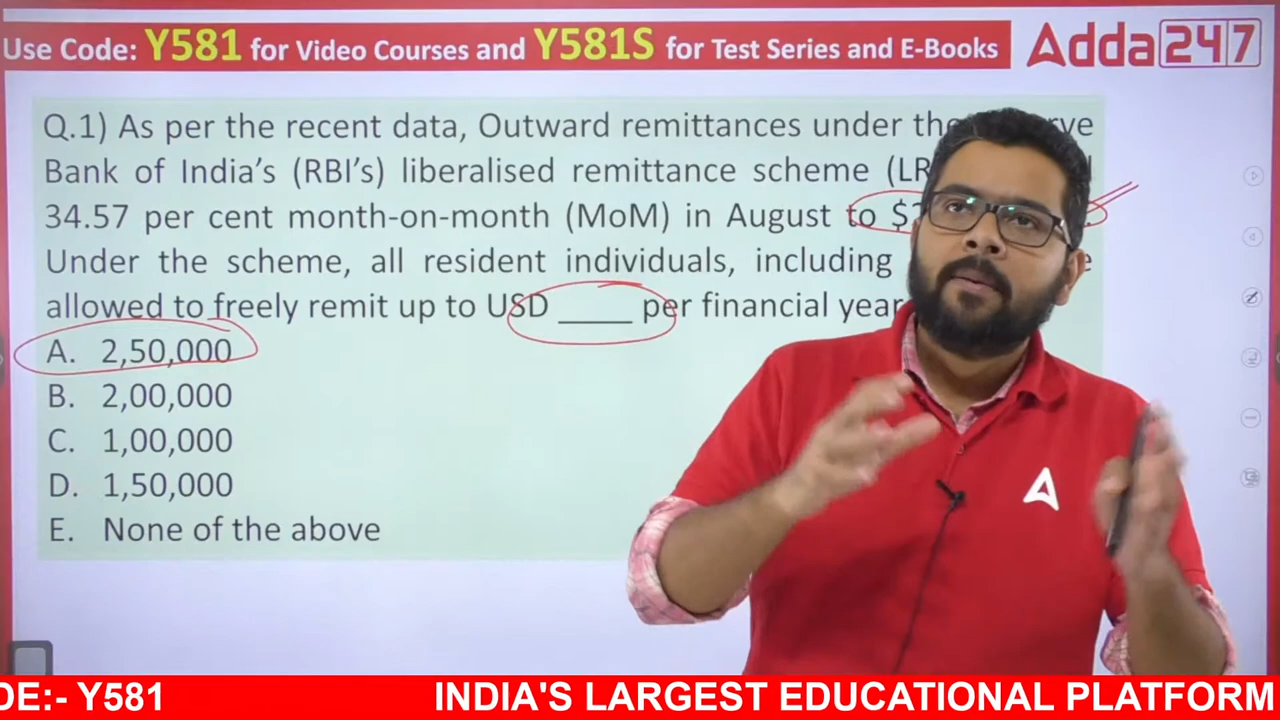 Use Code: Y581 for Video Courses and Y581S for Test Series and E-Books
Adda247
Q.1) As per the recent data, Outward remittances under the
Bank of India's (RBI's) liberalised remittance scheme
34.57 per cent month-on-month (MoM) in August to
Under the scheme, all resident individuals, including
allowed to freely remit up to USD ____ per financial year
A. 2,50,000
B. 2,00,000
C. 1,00,000
D. 1,50,000
E. None of the above
Y581
INDIA'S LARGEST EDUCATIONAL PLATFORM